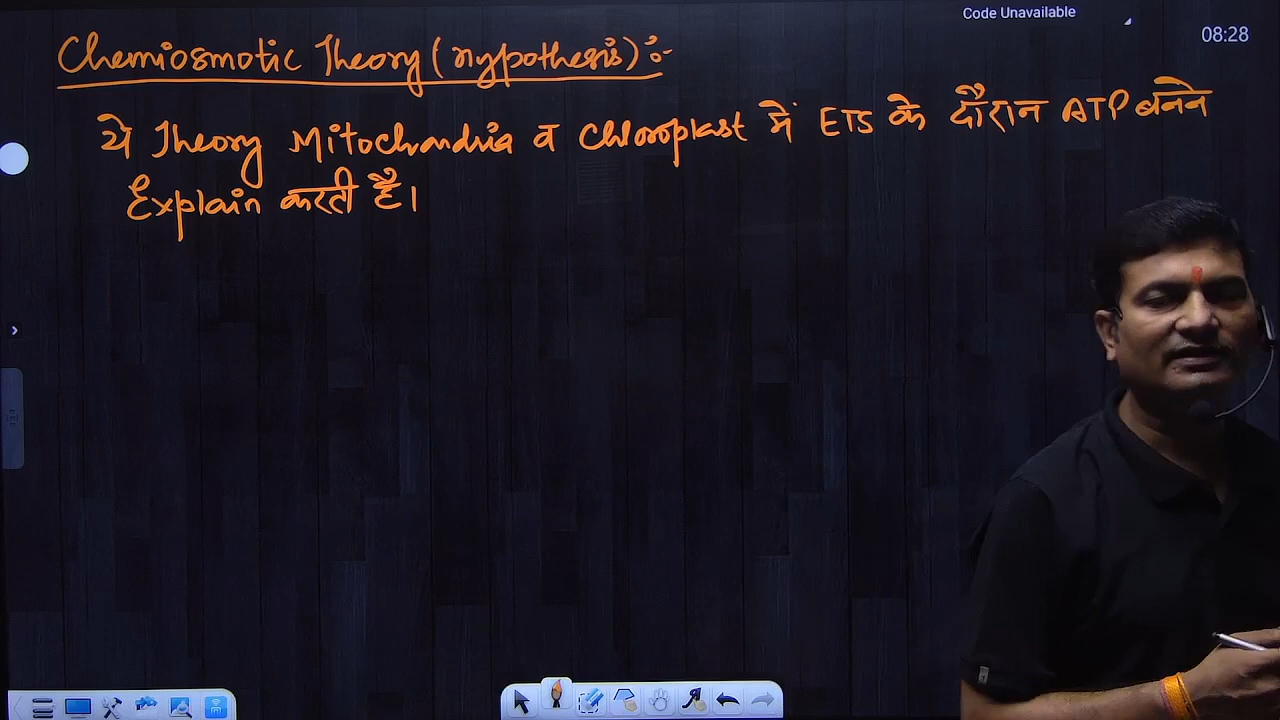 Code Unavailable
08:28
Chemiosmotic Theory (Hypothesis) :-
ये Theory Mitochondria व Chloroplast में ETS के दौरान ATP बनने
Explain करती है।